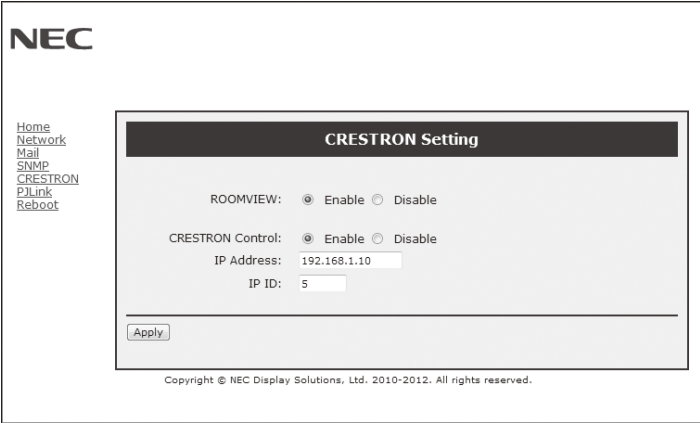 NEC
Home
Network
Mail
SNMP
CRESTRON
PJLink
Reboot
CRESTRON Setting
ROOMVIEW: Enable Disable
CRESTRON Control: Enable Disable
IP Address: 192.168.1.10
IP ID: 5
Apply
Copyright © NEC Display Solutions, Ltd. 2010-2012. All rights reserved.